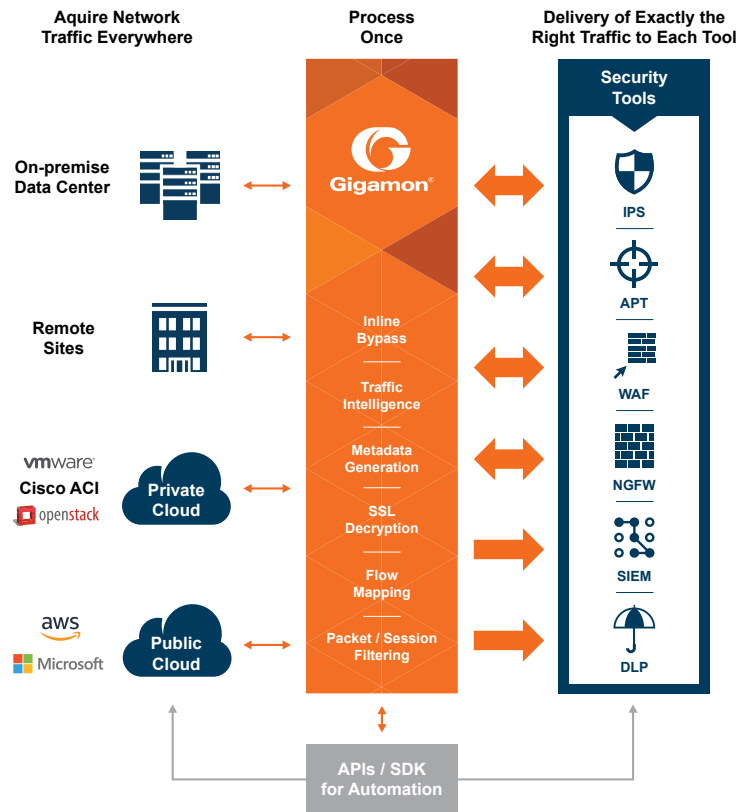 Aquire Network
Traffic Everywhere
Process
Once
Delivery of Exactly the
Right Traffic to Each Tool
On-premise
Data Center
Remote
Sites
vmware®
Cisco ACI
openstack
Private
Cloud
aws
Microsoft
Public
Cloud
Gigamon®
Inline
Bypass
Traffic
Intelligence
Metadata
Generation
SSL
Decryption
Flow
Mapping
Packet / Session
Filtering
Security
Tools
IPS
APT
WAF
NGFW
SIEM
DLP
APIs / SDK
for Automation